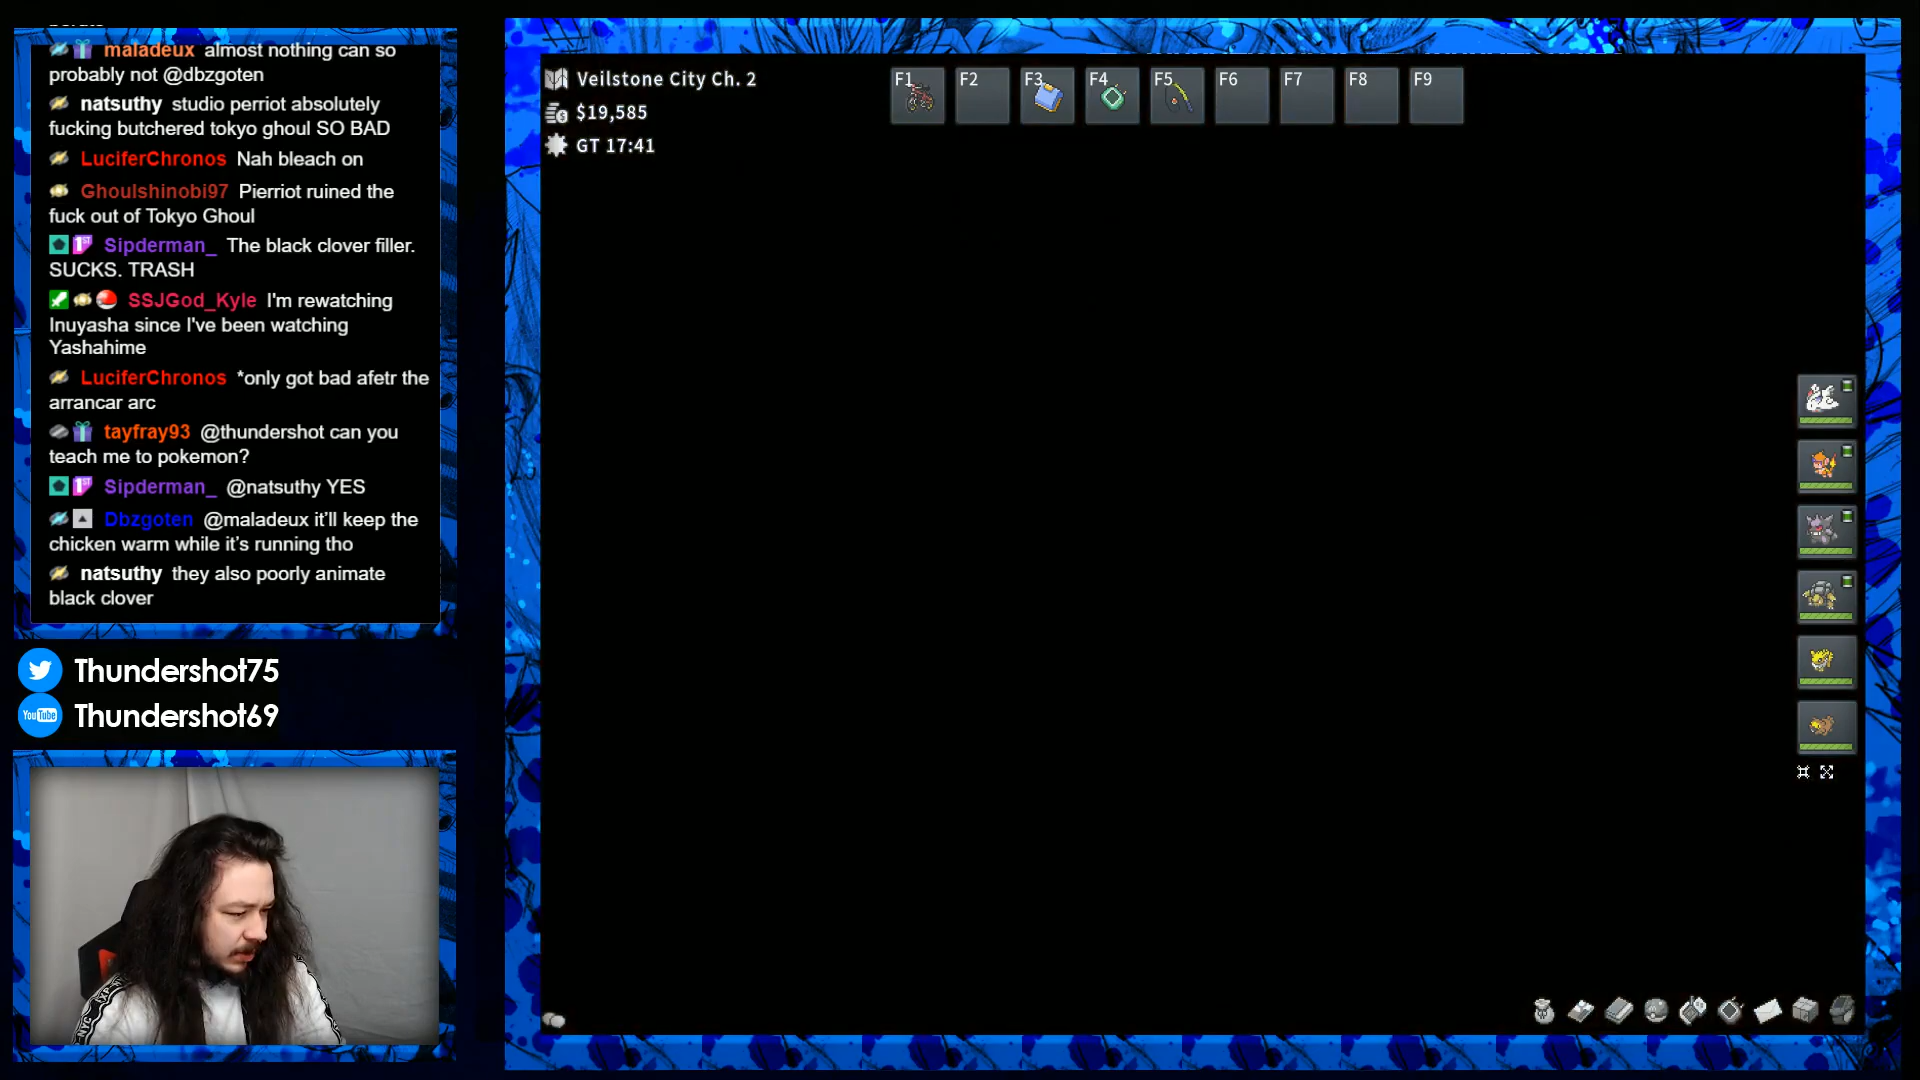 maladeux almost nothing can so
probably not @dbzgoten
natsuthy studio perriot absolutely
fucking butchered tokyo ghoul SO BAD
LuciferChronos Nah bleach on
Ghoulshinobi97 Pierriot ruined the
fuck out of Tokyo Ghoul
Sipderman_ The black clover filler.
SUCKS. TRASH
SSJGod_Kyle I'm rewatching
Inuyasha since I've been watching
Yashahime
LuciferChronos *only got bad afetr the
arrancar arc
tayfray93 @thundershot can you
teach me to pokemon?
Sipderman_ @natsuthy YES
Dbzgoten @maladeux it'll keep the
chicken warm while it's running tho
natsuthy they also poorly animate
black clover
Thundershot75
YouTube Thundershot69
Veilstone City Ch. 2
$19,585
GT 17:41
F1 F2 F3 F4 F5 F6 F7 F8 F9